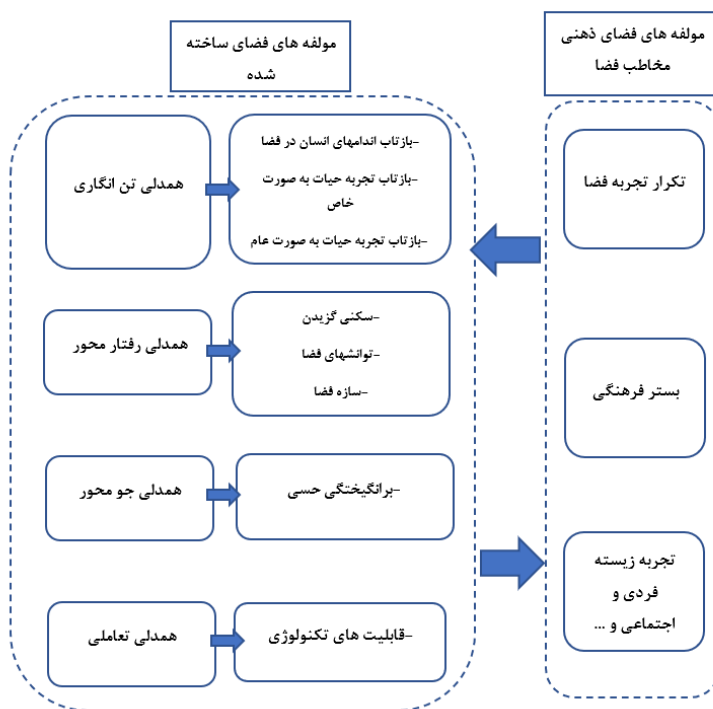 مولفه های فضای ذهنی
مخاطب فضا
تکرار تجربه فضا
بستر فرهنگی
تجربه زیسته
فردی و
اجتماعی و ...
مولفه های فضای ساخته
شده
همدلی تن انگاری
-بازتاب اندامهای انسان در فضا
-بازتاب تجربه حیات به صورت
خاص
-بازتاب تجربه حیات به صورت عام
همدلی رفتار محور
-سکنی گزیدن
-توانشهای فضا
-سازه فضا
همدلی جو محور
-برانگیختگی حسی
همدلی تعاملی
-قابلیت های تکنولوژی